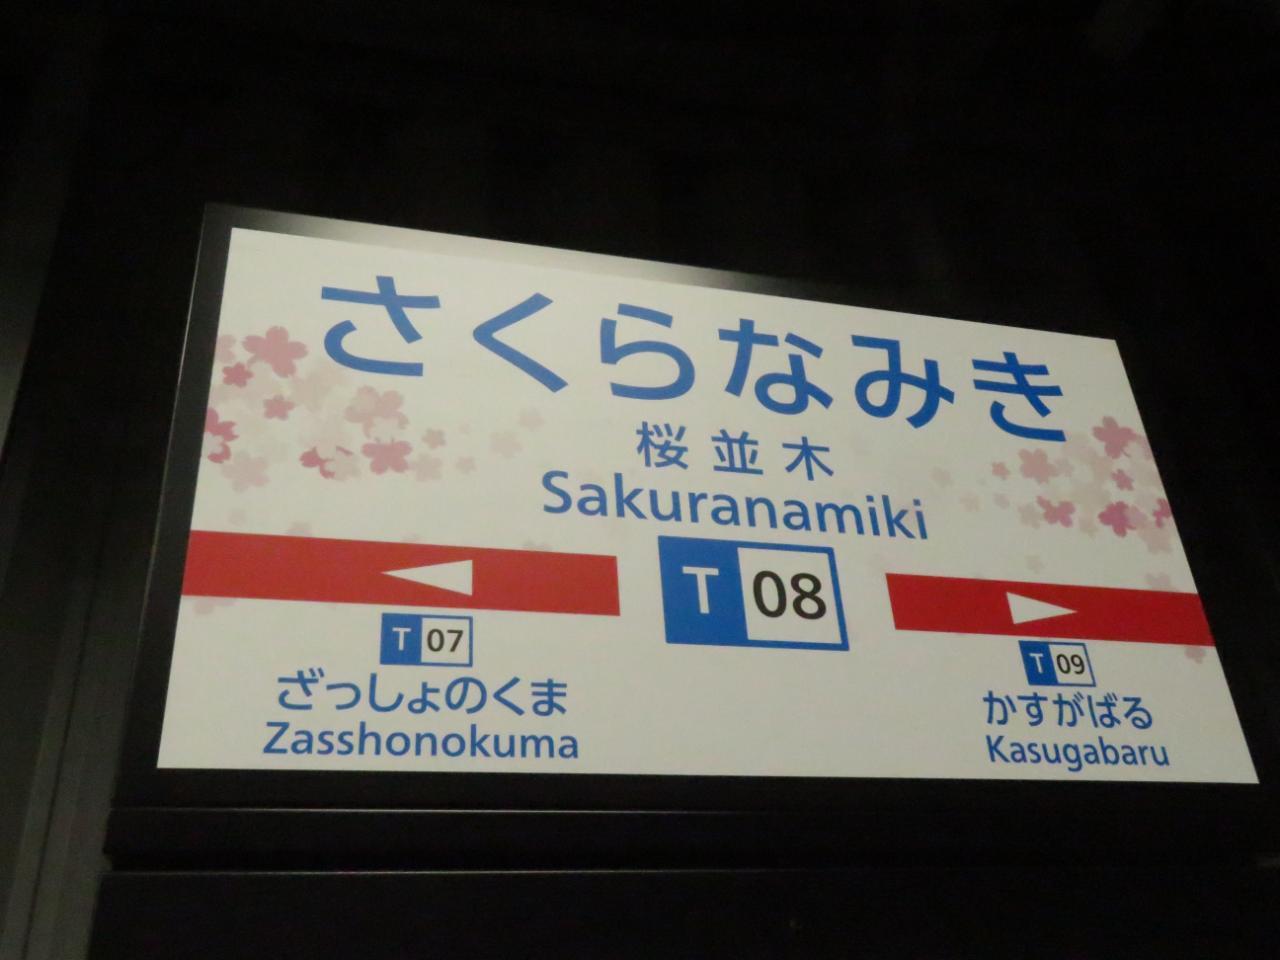 さくらなみき
桜並木
Sakuranamiki
T 08
T 07
ざっしょのくま
Zasshonokuma
T 09
かすがばる
Kasugabaru